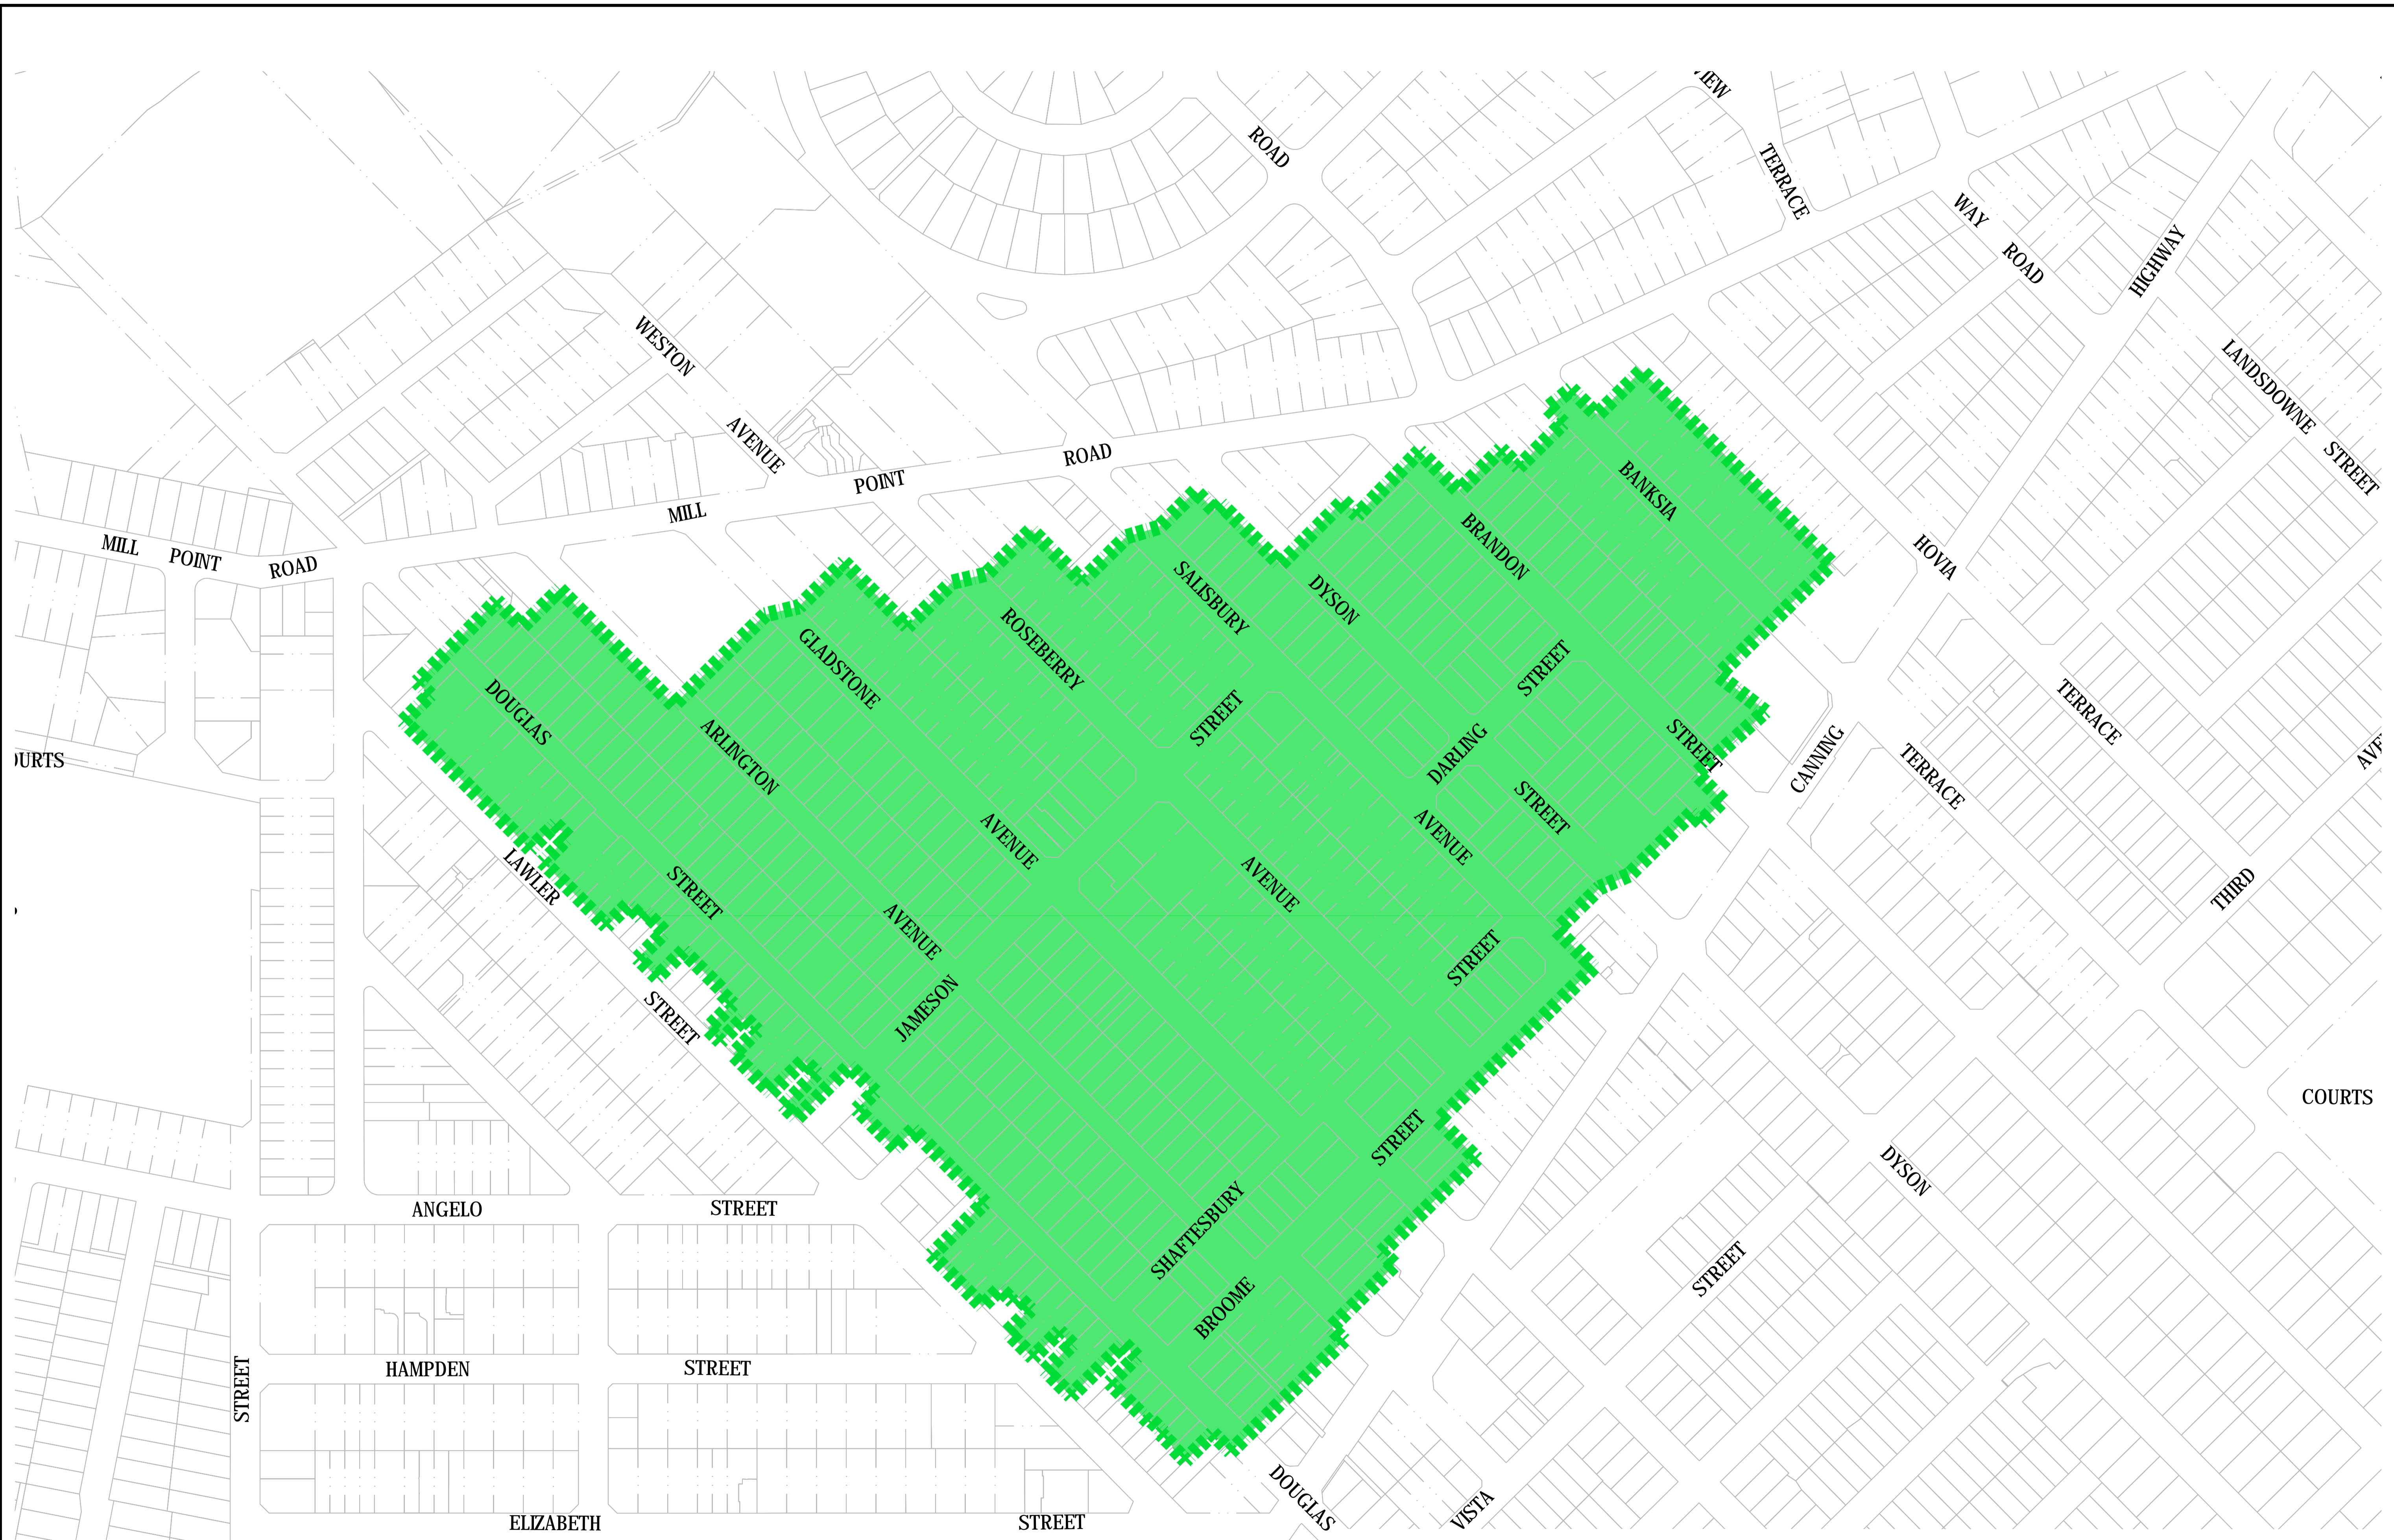 VIEW
TERRACE
ROAD
WAY
ROAD
HIGHWAY
LANDSDOWNE
STREET
WESTON
AVENUE
ROAD
POINT
MILL
MILL
POINT
ROAD
BANKSIA
BRANDON
SALISBURY
DYSON
HOVIA
ROSEBERRY
GLADSTONE
STREET
STREET
DOUGLAS
ARLINGTON
DARLING
STREET
CANNING
TERRACE
TERRACE
AVE
OURTS
AVENUE
STREET
AVENUE
AVENUE
LAWLER
STREET
AVENUE
STREET
THIRD
JAMESON
STREET
COURTS
STREET
DYSON
ANGELO
STREET
SHAFTESBURY
STREET
BROOME
HAMPDEN
STREET
STREET
DOUGLAS
VISTA
ELIZABETH
STREET